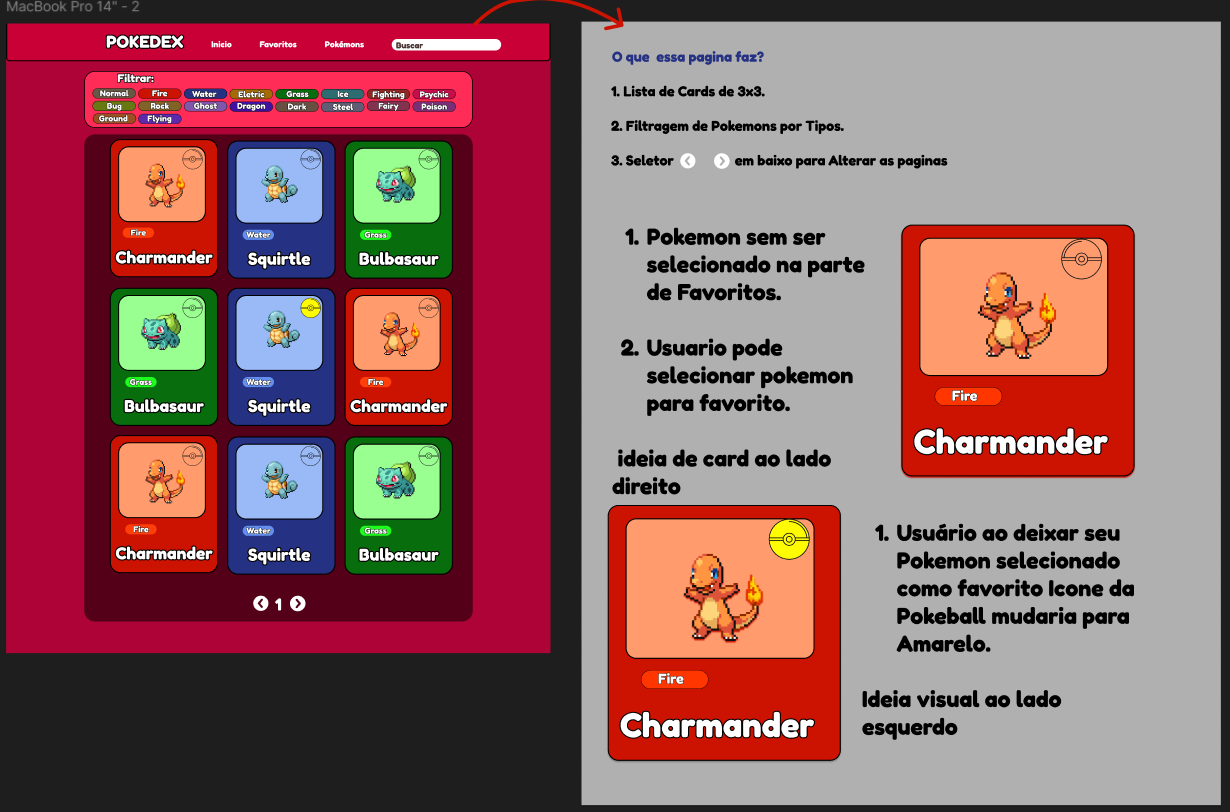 MacBook Pro 14" - 2
POKEDEX Inicio Favoritos Pokémons Buscar
Filtrar:
Normal Fire Water Eletric Grass Ice Fighting Psychic
Bug Rock Ghost Dragon Dark Steel Fairy Poison
Ground Flying
Fire Water Grass
Charmander Squirtle Bulbasaur
Grass Water Fire
Bulbasaur Squirtle Charmander
Fire Water Grass
Charmander Squirtle Bulbasaur
1
O que essa pagina faz?
1. Lista de Cards de 3x3.
2. Filtragem de Pokemons por Tipos.
3. Seletor < > em baixo para Alterar as paginas
1. Pokemon sem ser
selecionado na parte
de Favoritos.
2. Usuario pode
selecionar pokemon
para favorito.
ideia de card ao lado
direito
Fire
Charmander
Fire
Charmander
1. Usuário ao deixar seu
Pokemon selecionado
como favorito Icone da
Pokeball mudaria para
Amarelo.
Ideia visual ao lado
esquerdo